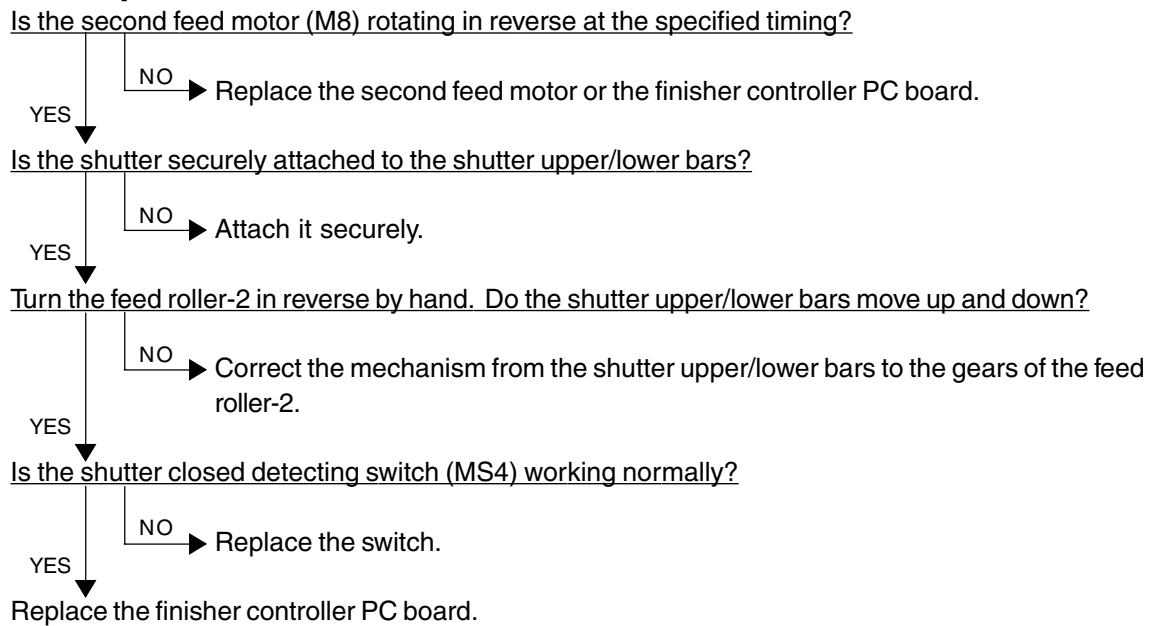 Is the second feed motor (M8) rotating in reverse at the specified timing?
NO
Replace the second feed motor or the finisher controller PC board.
YES
Is the shutter securely attached to the shutter upper/lower bars?
NO
Attach it securely.
YES
Turn the feed roller-2 in reverse by hand. Do the shutter upper/lower bars move up and down?
NO
Correct the mechanism from the shutter upper/lower bars to the gears of the feed
roller-2.
YES
Is the shutter closed detecting switch (MS4) working normally?
NO
Replace the switch.
YES
Replace the finisher controller PC board.